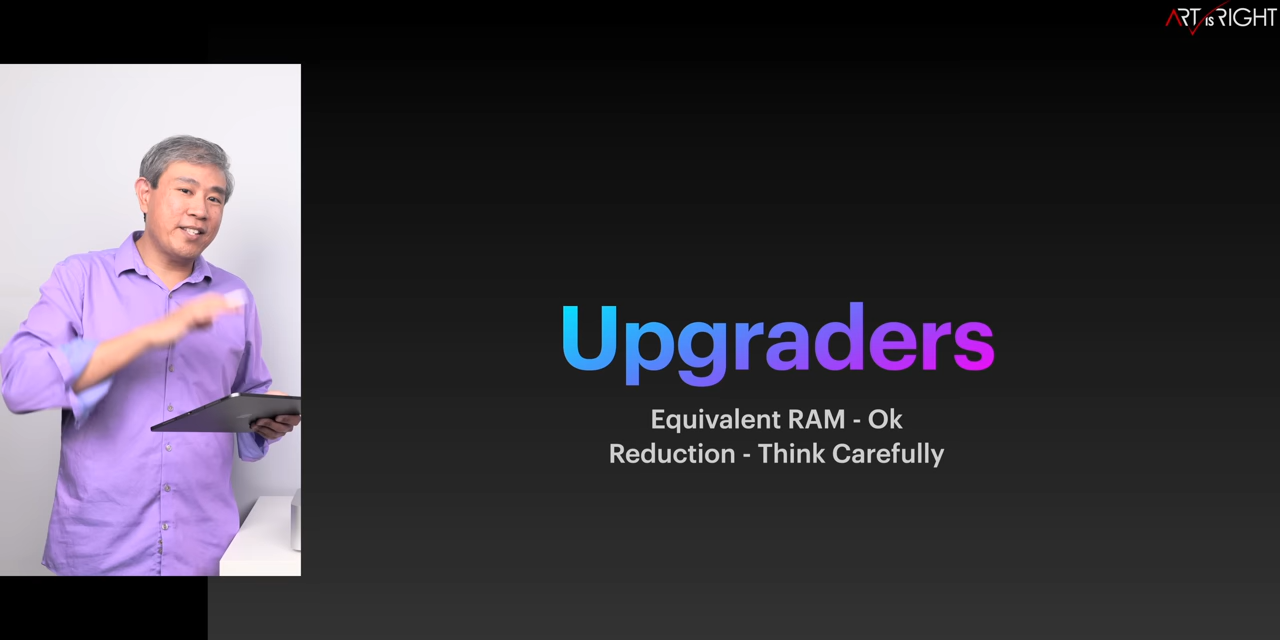 ART IS RIGHT
Upgraders
Equivalent RAM - Ok
Reduction - Think Carefully